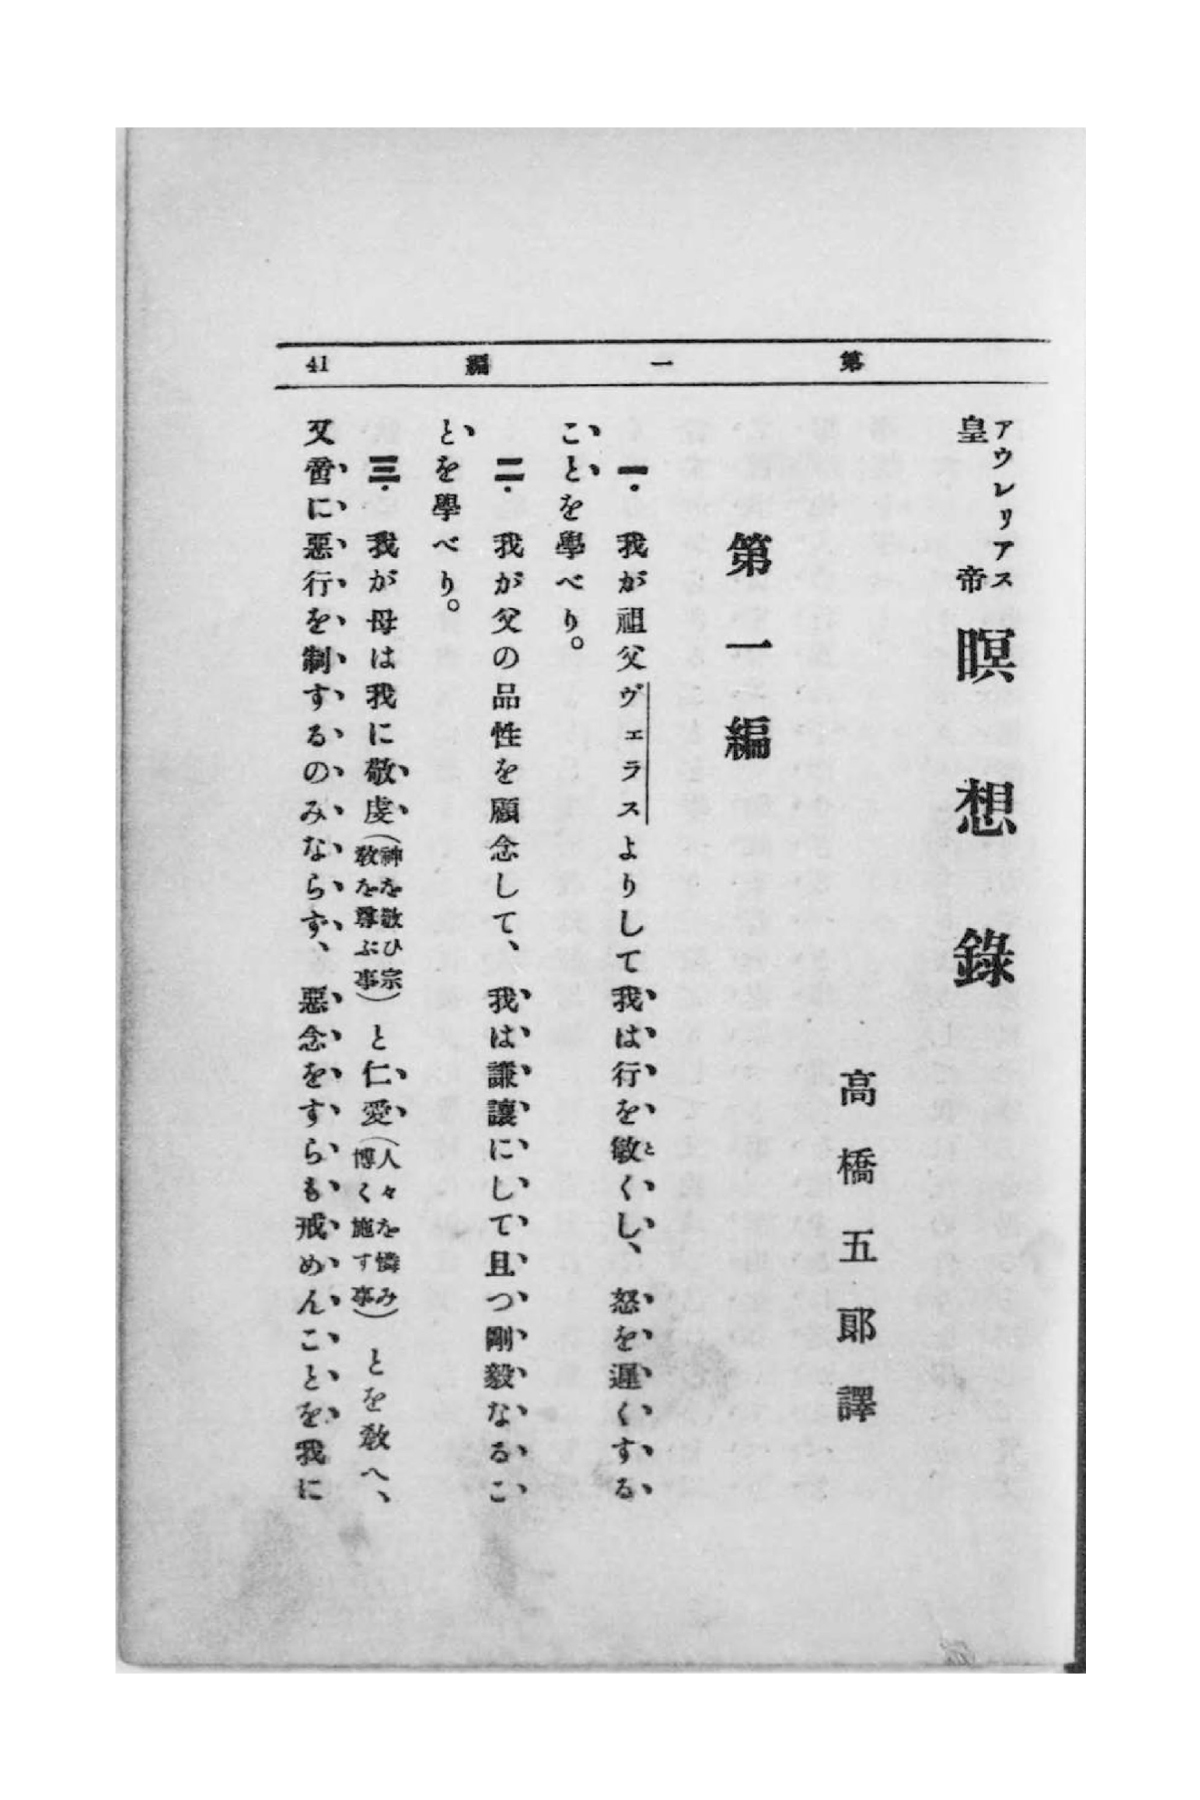 第一編 41
アウレリアス
皇帝 瞑想錄
高橋五郎譯
第一編
一. 我が祖父ヴェラスよりして我は行を敏くし、怒を遲くする
ことを學べり。
二. 我が父の品性を顧念して、我は謙讓にして且つ剛毅なるこ
とを學べり。
三. 我が母は我に敬虔(神を敬ひ宗敎を尊ぶ事)と仁愛(人々を憐み博く施す事)とを敎へ、
又啻に惡行を制するのみならず、惡念をすらも戒めんことを我に